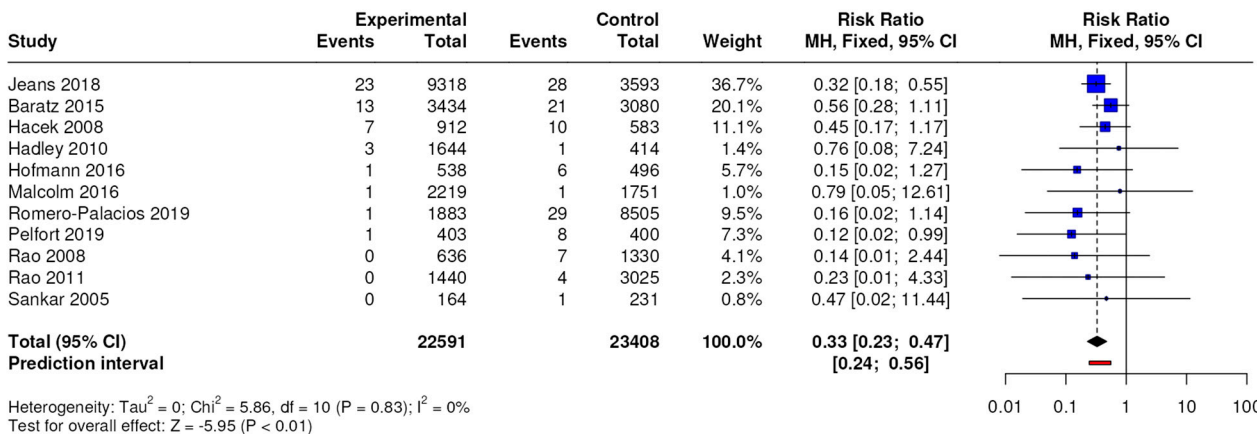 Experimental Control Risk Ratio Risk Ratio
Study Events Total Events Total Weight MH, Fixed, 95% CI MH, Fixed, 95% CI
Jeans 2018 23 9318 28 3593 36.7% 0.32 [0.18; 0.55]
Baratz 2015 13 3434 21 3080 20.1% 0.56 [0.28; 1.11]
Hacek 2008 7 912 10 583 11.1% 0.45 [0.17; 1.17]
Hadley 2010 3 1644 1 414 1.4% 0.76 [0.08; 7.24]
Hofmann 2016 1 538 6 496 5.7% 0.15 [0.02; 1.27]
Malcolm 2016 1 2219 1 1751 1.0% 0.79 [0.05; 12.61]
Romero-Palacios 2019 1 1883 29 8505 9.5% 0.16 [0.02; 1.14]
Pelfort 2019 1 403 8 400 7.3% 0.12 [0.02; 0.99]
Rao 2008 0 636 7 1330 4.1% 0.14 [0.01; 2.44]
Rao 2011 0 1440 4 3025 2.3% 0.23 [0.01; 4.33]
Sankar 2005 0 164 1 231 0.8% 0.47 [0.02; 11.44]
Total (95% CI) 22591 23408 100.0% 0.33 [0.23; 0.47]
Prediction interval [0.24; 0.56]
Heterogeneity: Tau² = 0; Chi² = 5.86, df = 10 (P = 0.83); I² = 0%
Test for overall effect: Z = -5.95 (P < 0.01)
0.01 0.1 1 10 100